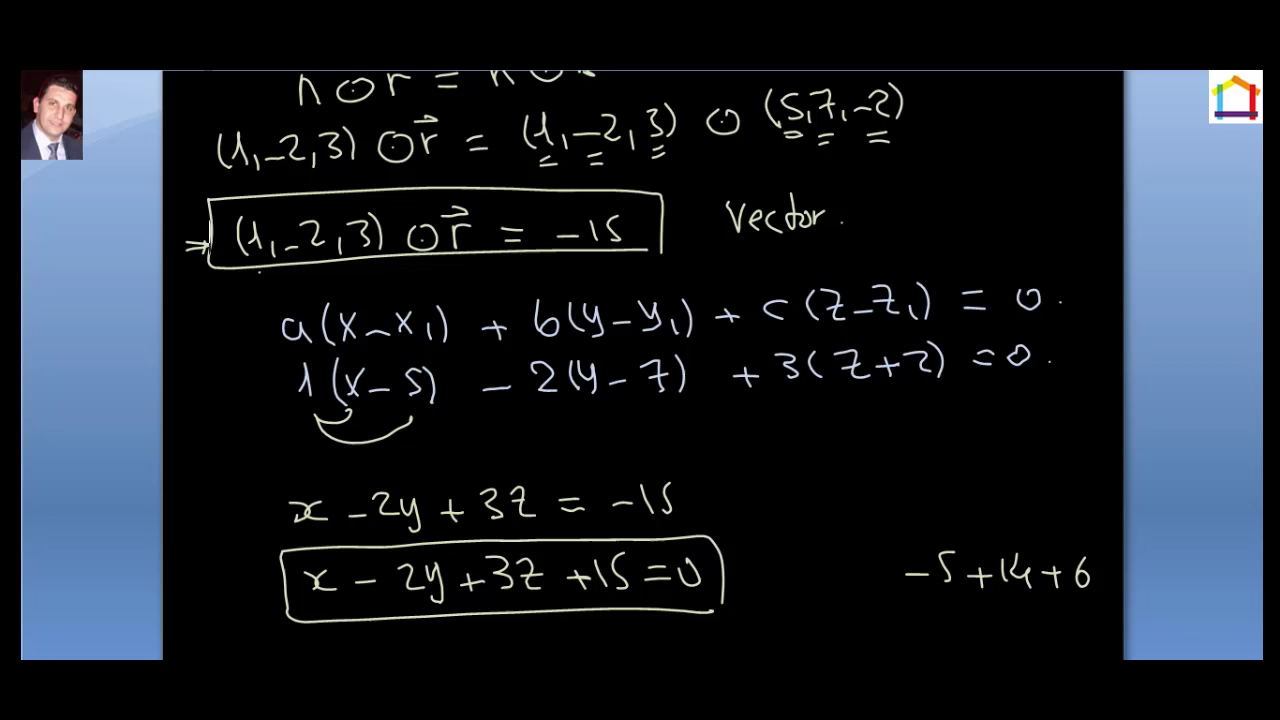 n ⊙ r = n ⊙
(1,-2,3) ⊙ r⃗ = (1,-2,3) ⊙ (5,7,-2)
⇒ (1,-2,3) ⊙ r⃗ = -15 vector.
a(x-x₁) + b(y-y₁) + c(z-z₁) = 0.
1(x-5) - 2(y-7) + 3(z+2) = 0.
x - 2y + 3z = -15
x - 2y + 3z + 15 = 0 -5+14+6